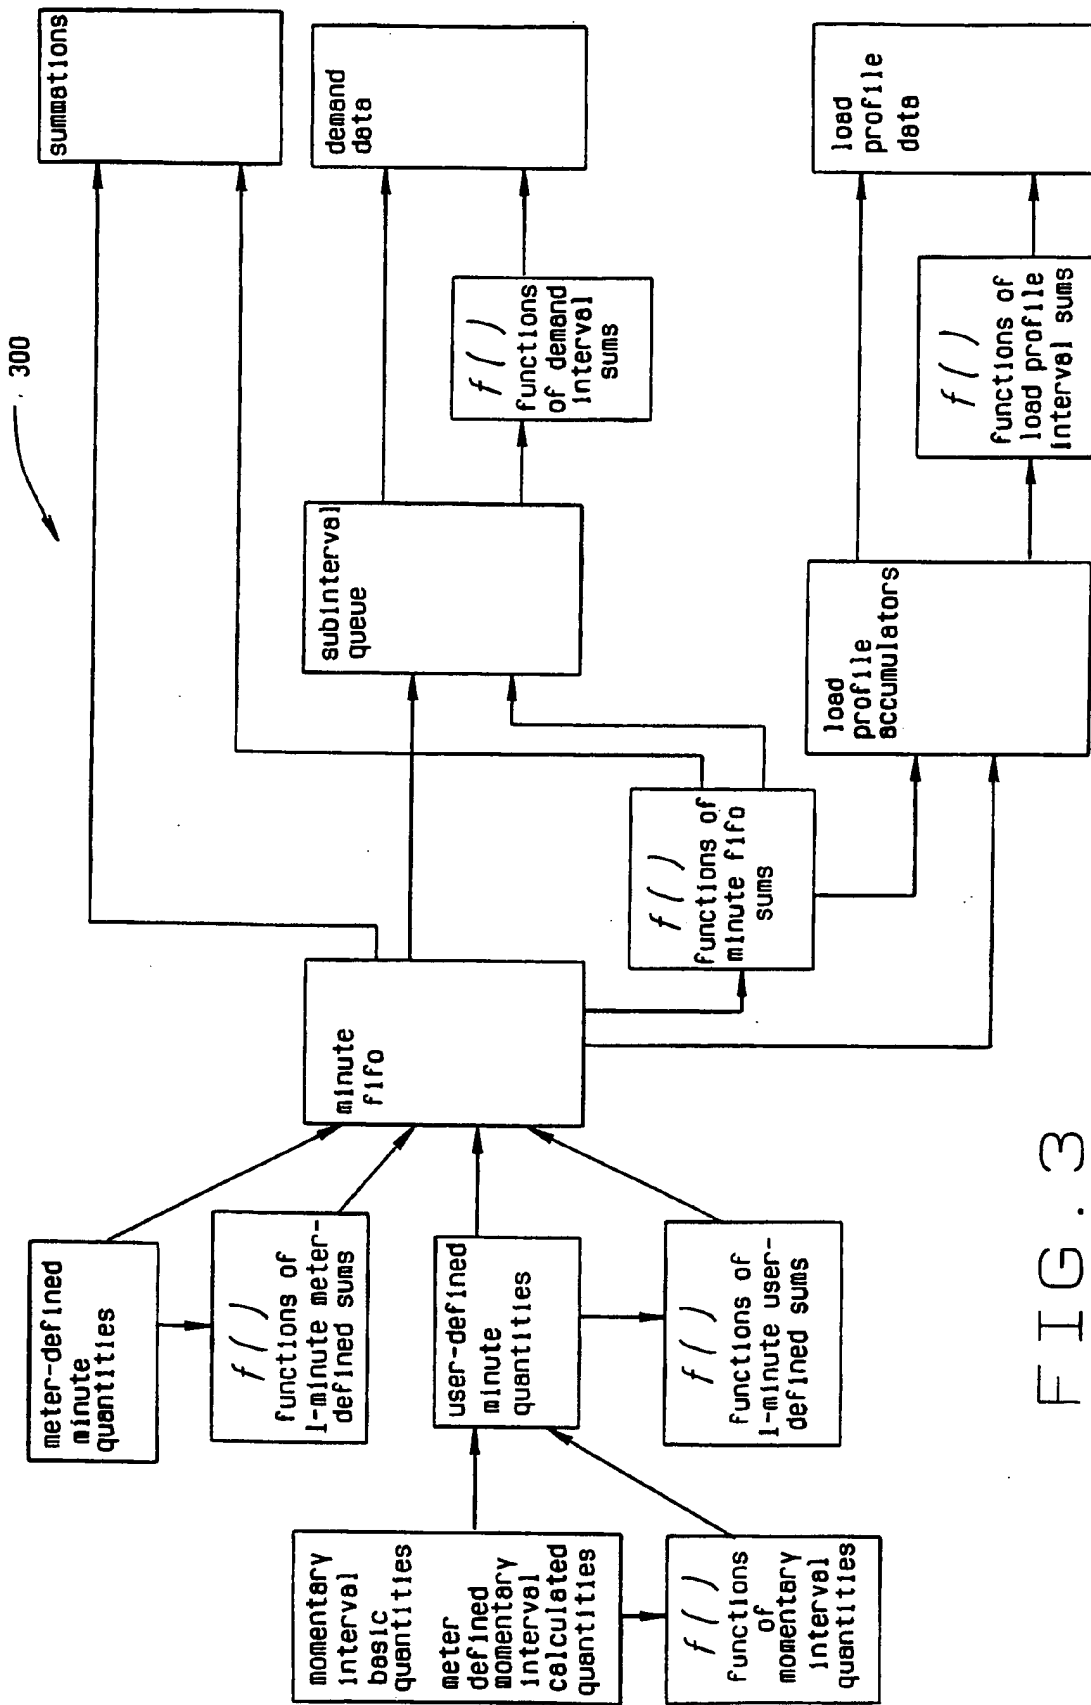 300
momentary
interval
basic
quantities
meter
defined
momentary
interval
calculated
quantities
f()
functions
of
momentary
interval
quantities
meter-defined
minute
quantities
f()
functions of
1-minute meter-
defined sums
user-defined
minute
quantities
f()
functions of
1-minute user-
defined sums
minute
fifo
f()
functions of
minute fifo
sums
subinterval
queue
load
profile
accumulators
f()
functions
of demand
interval
sums
f()
functions of
load profile
interval sums
summations
demand
data
load
profile
data
FIG. 3